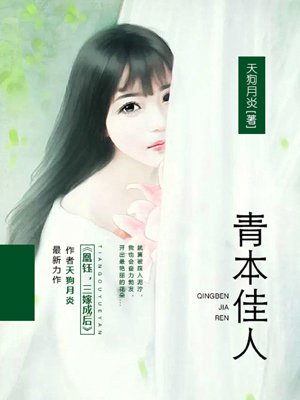 天狗月炎[著]
青本佳人
QINGBEN
JIA
REN
就算被踩入泥泞，
我也会奋力勃发，
开出最艳丽的花朵……
TIANGOUYUEYAN
《凰钰，三嫁成后》
作者天狗月炎
最新力作